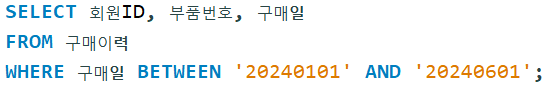 SELECT 회원ID, 부품번호, 구매일
FROM 구매이력
WHERE 구매일 BETWEEN '20240101' AND '20240601';